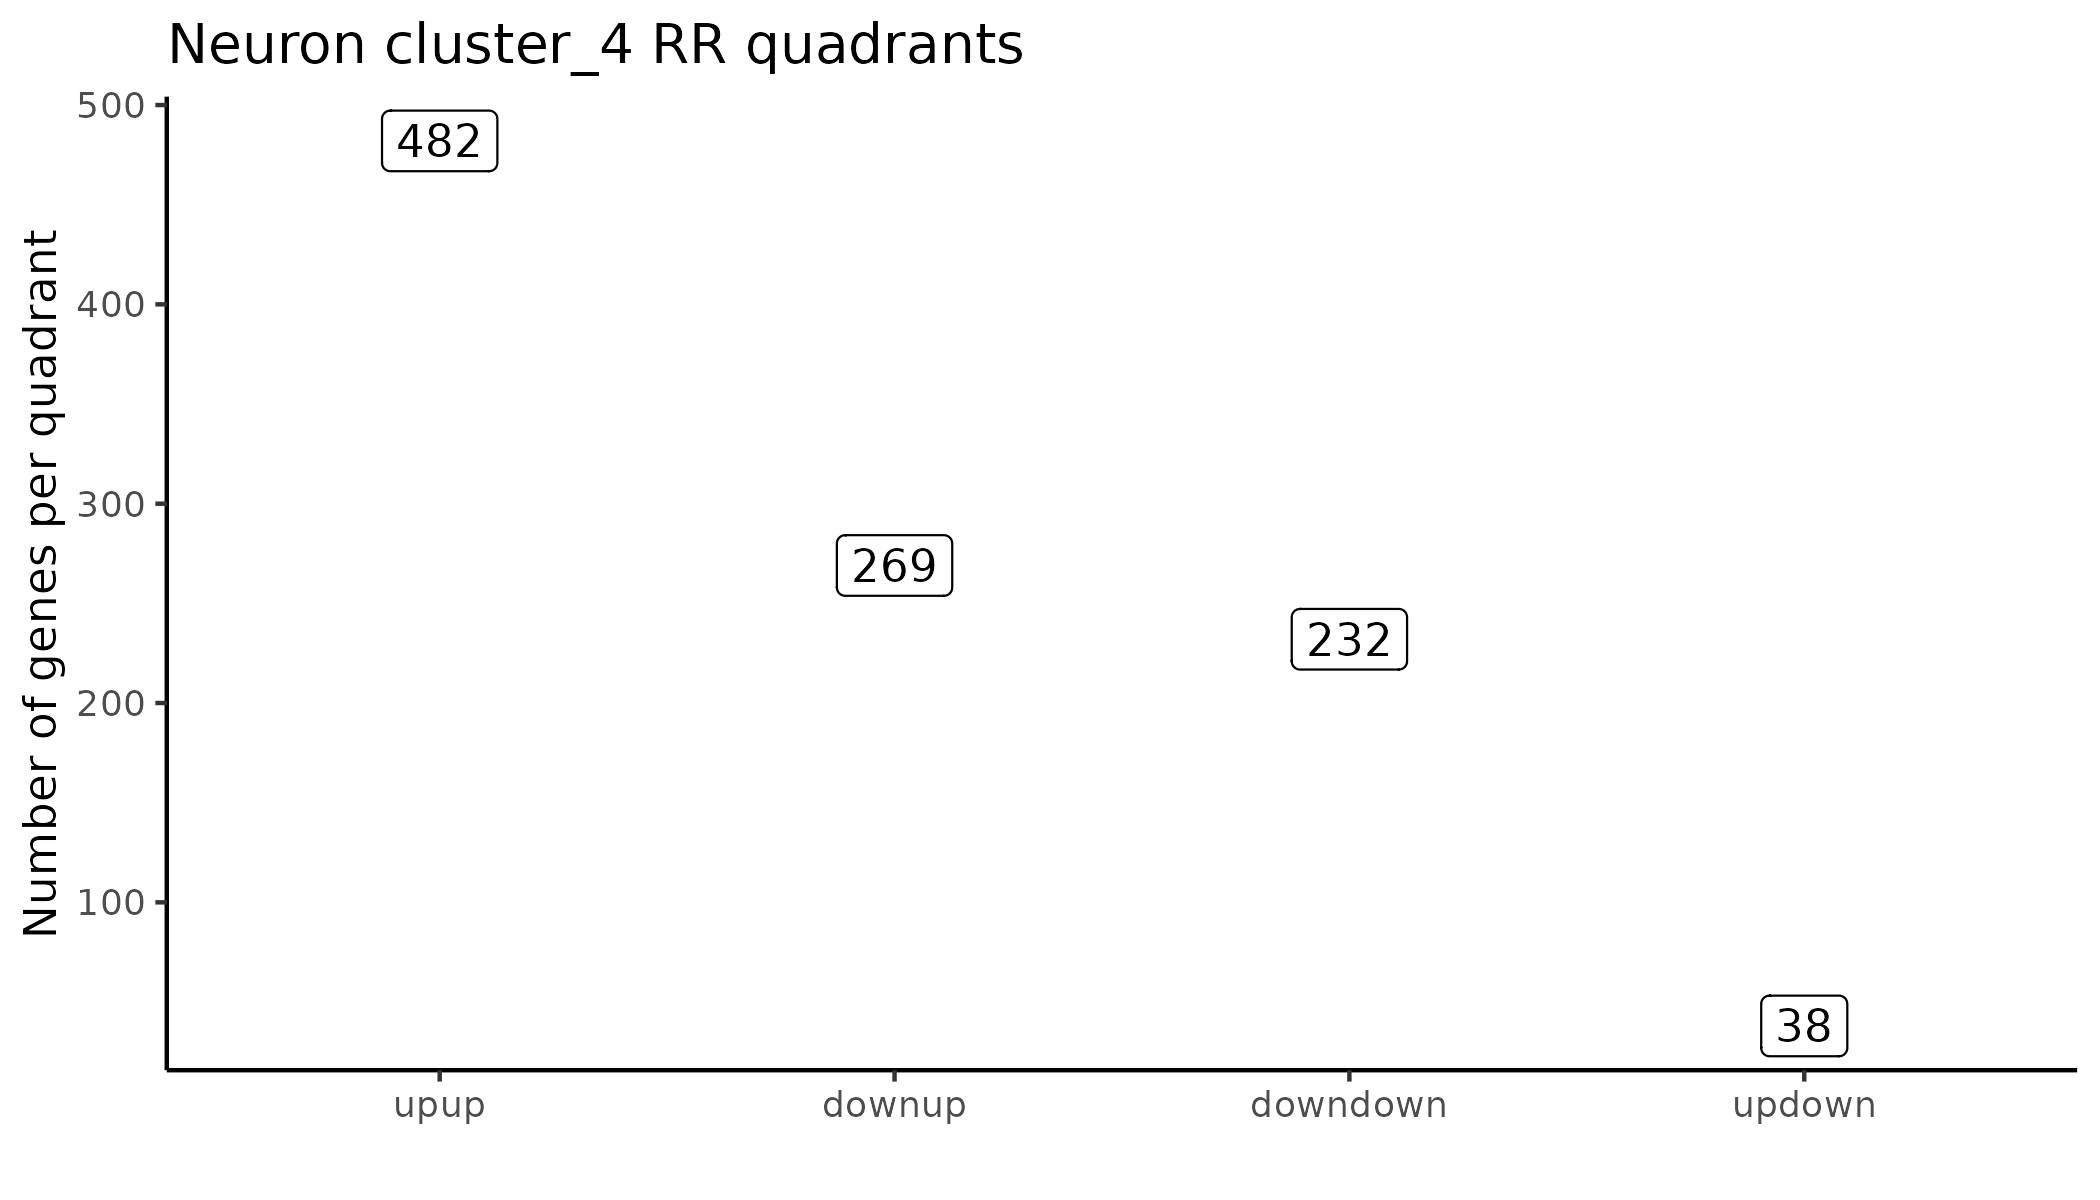 Neuron cluster_4 RR quadrants
Number of genes per quadrant
500
400
300
200
100
482
269
232
38
upup
downup
downdown
updown